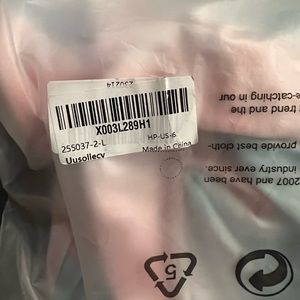 230214
X003L289H1
HP-US-6
255037-2-L
Made in China
Uusollecv
e-catching in our
trend and the
provide best cloth-
industry ever since.
2007 and have been
5